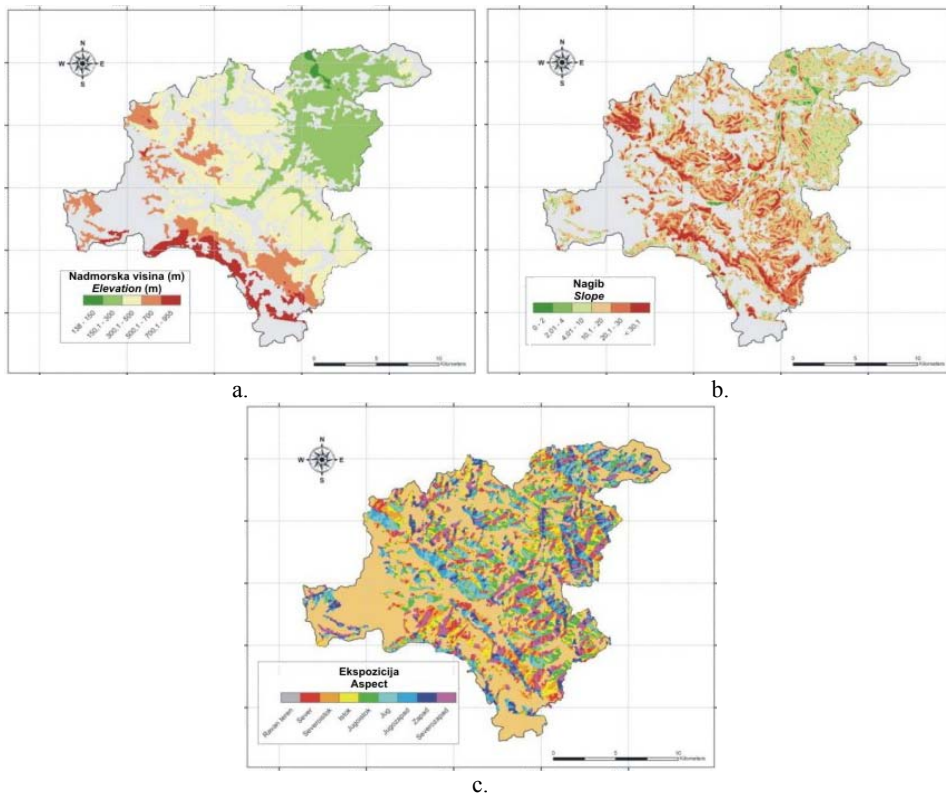 N
W E
S
Nadmorska visina (m)
Elevation (m)
138 - 150
150.1 - 300
300.1 - 500
500.1 - 700
700.1 - 950
0 5 10
Kilometers
a.
N
W E
S
Nagib
Slope
0 - 2
2.01 - 4
4.01 - 10
10.1 - 20
20.1 - 30
< 30.1
0 5 10
Kilometers
b.
N
W E
S
Ekspozicija
Aspect
Ravan teren
Sever
Severoistok
Istok
Jugoistok
Jug
Jugozapad
Zapad
Severozapad
0 5 10
Kilometers
c.